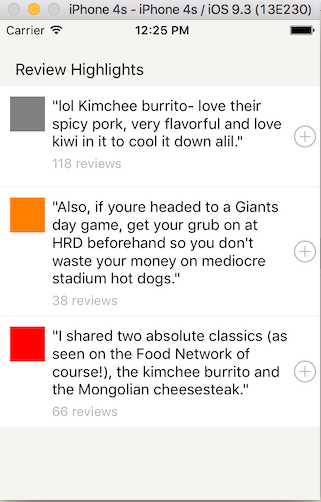 iPhone 4s - iPhone 4s / iOS 9.3 (13E230)
Carrier 12:25 PM
Review Highlights
"lol Kimchee burrito- love their
spicy pork, very flavorful and love
kiwi in it to cool it down alil."
118 reviews
"Also, if youre headed to a Giants
day game, get your grub on at
HRD beforehand so you don't
waste your money on mediocre
stadium hot dogs."
38 reviews
"I shared two absolute classics (as
seen on the Food Network of
course!), the kimchee burrito and
the Mongolian cheesesteak."
66 reviews